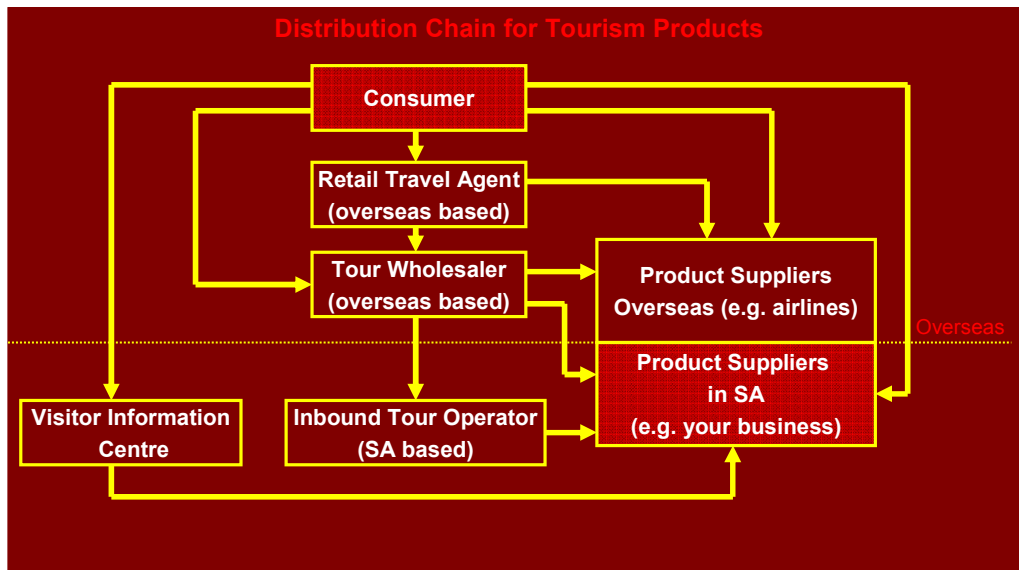 Distribution Chain for Tourism Products
Consumer
Retail Travel Agent
(overseas based)
Tour Wholesaler
(overseas based)
Product Suppliers
Overseas (e.g. airlines)
Overseas
Product Suppliers
in SA
(e.g. your business)
Visitor Information
Centre
Inbound Tour Operator
(SA based)